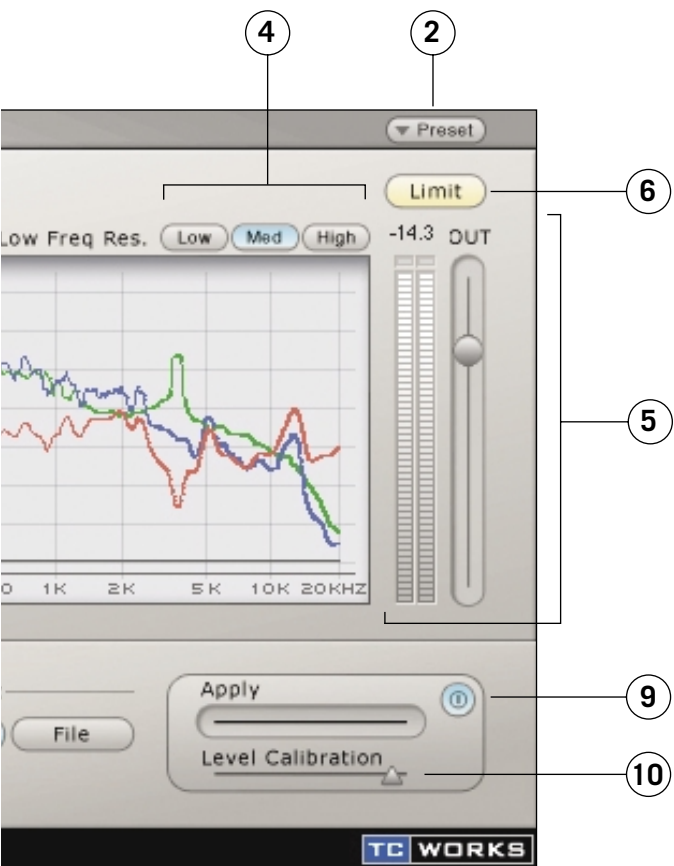 4 2
Preset
Limit 6
Low Freq Res. Low Med High -14.3 OUT
5
0 1K 2K 5K 10K 20KHZ
Apply 9
File
Level Calibration 10
TC WORKS